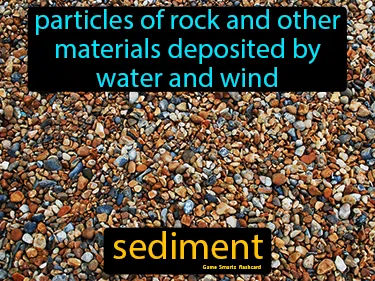 particles of rock and other
materials deposited by
water and wind
sediment
Game Smartz flashcard